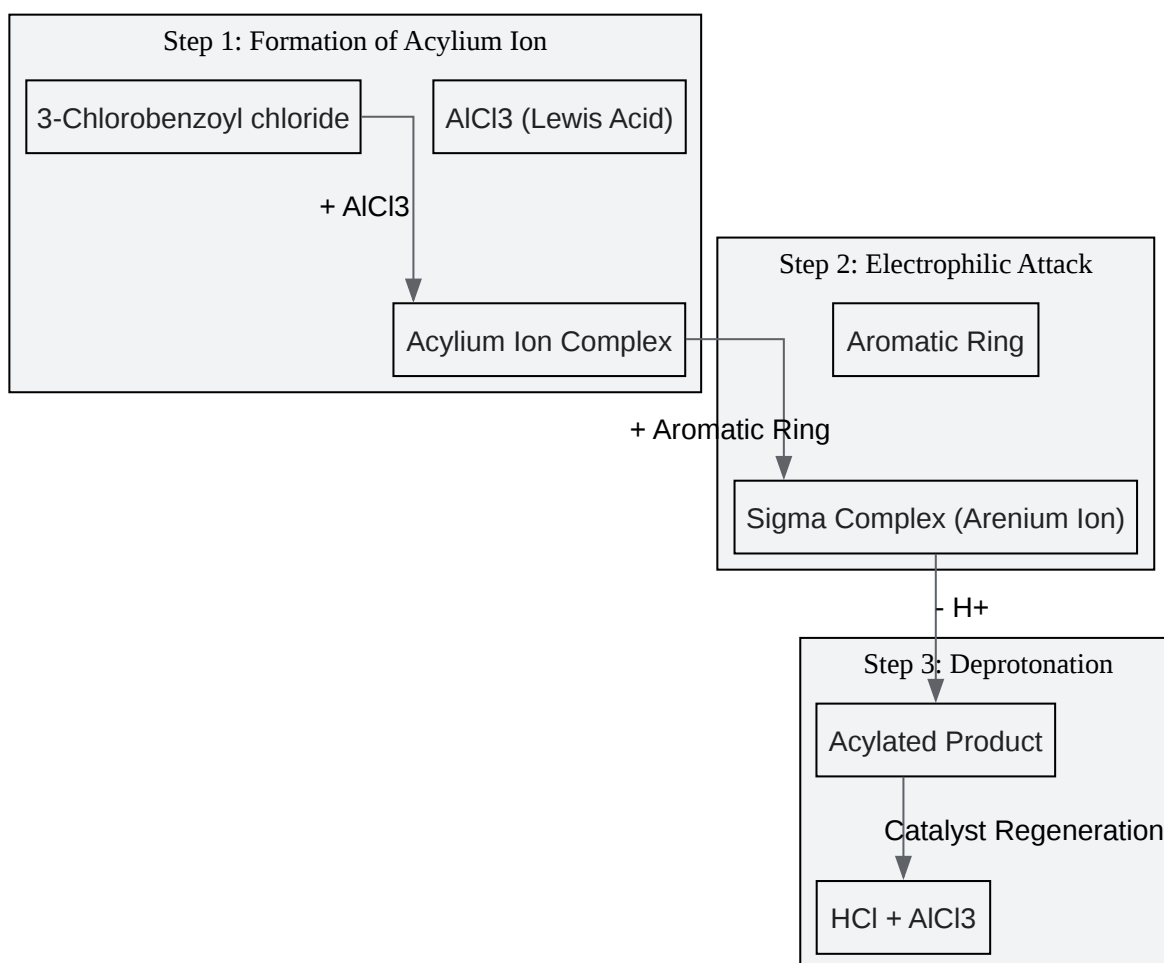 Step 1: Formation of Acylium Ion
3-Chlorobenzoyl chloride
AlCl3 (Lewis Acid)
+ AlCl3
Acylium Ion Complex
Step 2: Electrophilic Attack
Aromatic Ring
+ Aromatic Ring
Sigma Complex (Arenium Ion)
- H+
Step 3: Deprotonation
Acylated Product
Catalyst Regeneration
HCl + AlCl3